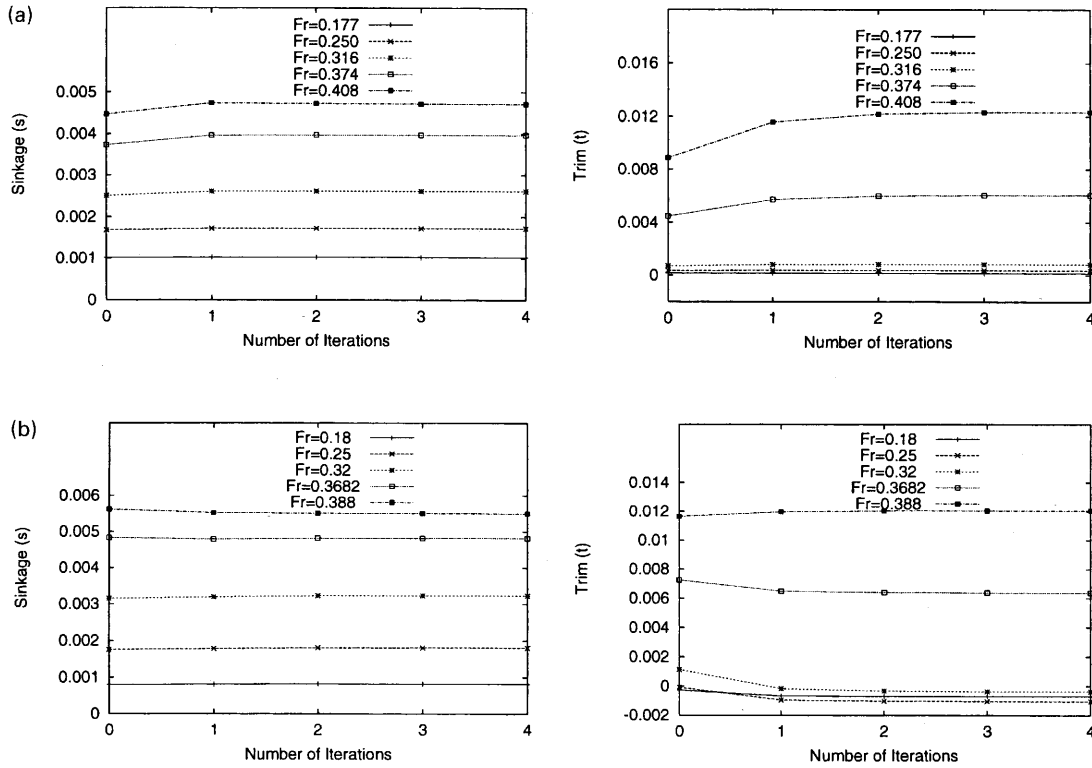 (a)
Fr=0.177
Fr=0.250
Fr=0.316
Fr=0.374
Fr=0.408
0.005
0.004
0.003
0.002
0.001
0
Sinkage (s)
0 1 2 3 4
Number of Iterations
Fr=0.177
Fr=0.250
Fr=0.316
Fr=0.374
Fr=0.408
0.016
0.012
0.008
0.004
0
Trim (t)
0 1 2 3 4
Number of Iterations
(b)
Fr=0.18
Fr=0.25
Fr=0.32
Fr=0.3682
Fr=0.388
0.006
0.005
0.004
0.003
0.002
0.001
0
Sinkage (s)
0 1 2 3 4
Number of Iterations
Fr=0.18
Fr=0.25
Fr=0.32
Fr=0.3682
Fr=0.388
0.014
0.012
0.008
0.006
0.004
0.002
0
-0.002
Trim (t)
0 1 2 3 4
Number of Iterations